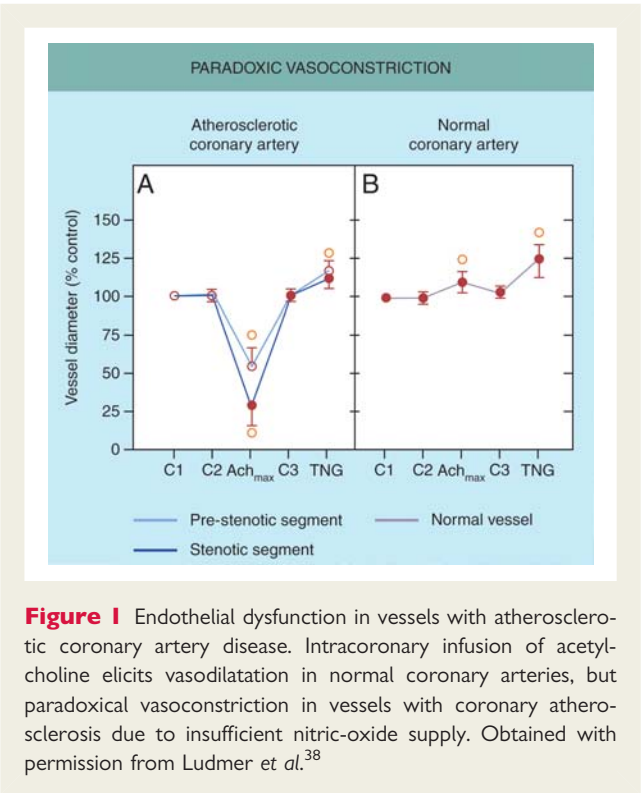 PARADOXIC VASOCONSTRICTION
Atherosclerotic
coronary artery
Normal
coronary artery
A
B
Vessel diameter (% control)
150
125
100
75
50
25
0
C1 C2 Achmax C3 TNG
C1 C2 Achmax C3 TNG
Pre-stenotic segment
Normal vessel
Stenotic segment
Figure 1 Endothelial dysfunction in vessels with atherosclero-
tic coronary artery disease. Intracoronary infusion of acetyl-
choline elicits vasodilatation in normal coronary arteries, but
paradoxical vasoconstriction in vessels with coronary athero-
sclerosis due to insufficient nitric-oxide supply. Obtained with
permission from Ludmer et al.38